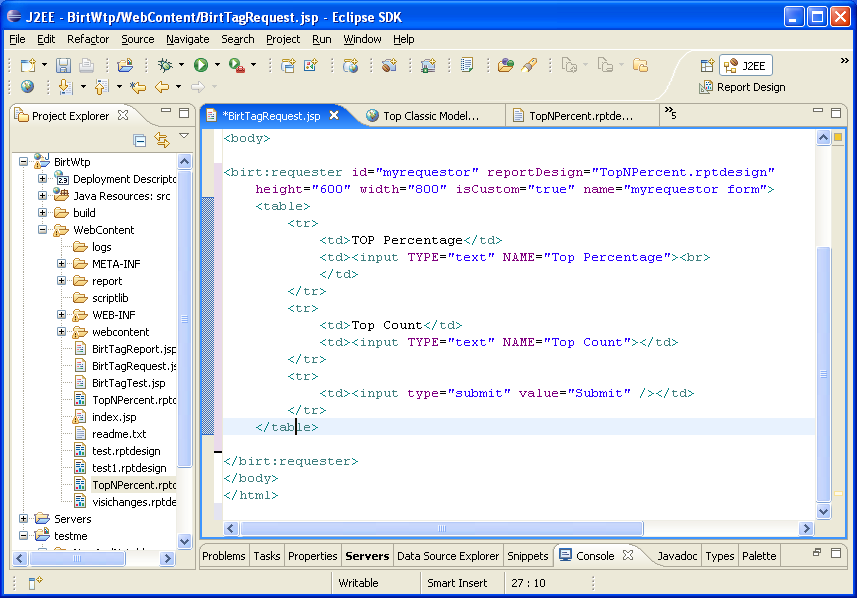 J2EE - BirtWtp/WebContent/BirtTagRequest.jsp - Eclipse SDK
File Edit Refactor Source Navigate Search Project Run Window Help
J2EE
Report Design
Project Explorer
*BirtTagRequest.jsp
Top Classic Model...
TopNPercent.rptde...
5
BirtWtp
Deployment Descripto
Java Resources: src
build
WebContent
logs
META-INF
report
scriptlib
WEB-INF
webcontent
BirtTagReport.jsp
BirtTagRequest.js
BirtTagTest.jsp
TopNPercent.rptc
index.jsp
readme.txt
test.rptdesign
test1.rptdesign
TopNPercent.rptc
visichanges.rptde
Servers
testme
<body>
<birt:requester id="myrequestor" reportDesign="TopNPercent.rptdesign"
height="600" width="800" isCustom="true" name="myrequestor form">
<table>
<tr>
<td>TOP Percentage</td>
<td><input TYPE="text" NAME="Top Percentage"><br>
</td>
</tr>
<tr>
<td>Top Count</td>
<td><input TYPE="text" NAME="Top Count"></td>
</tr>
<tr>
<td><input type="submit" value="Submit" /></td>
</tr>
</table>
</birt:requester>
</body>
</html>
Problems Tasks Properties Servers Data Source Explorer Snippets Console Javadoc Types Palette
Writable Smart Insert 27 : 10